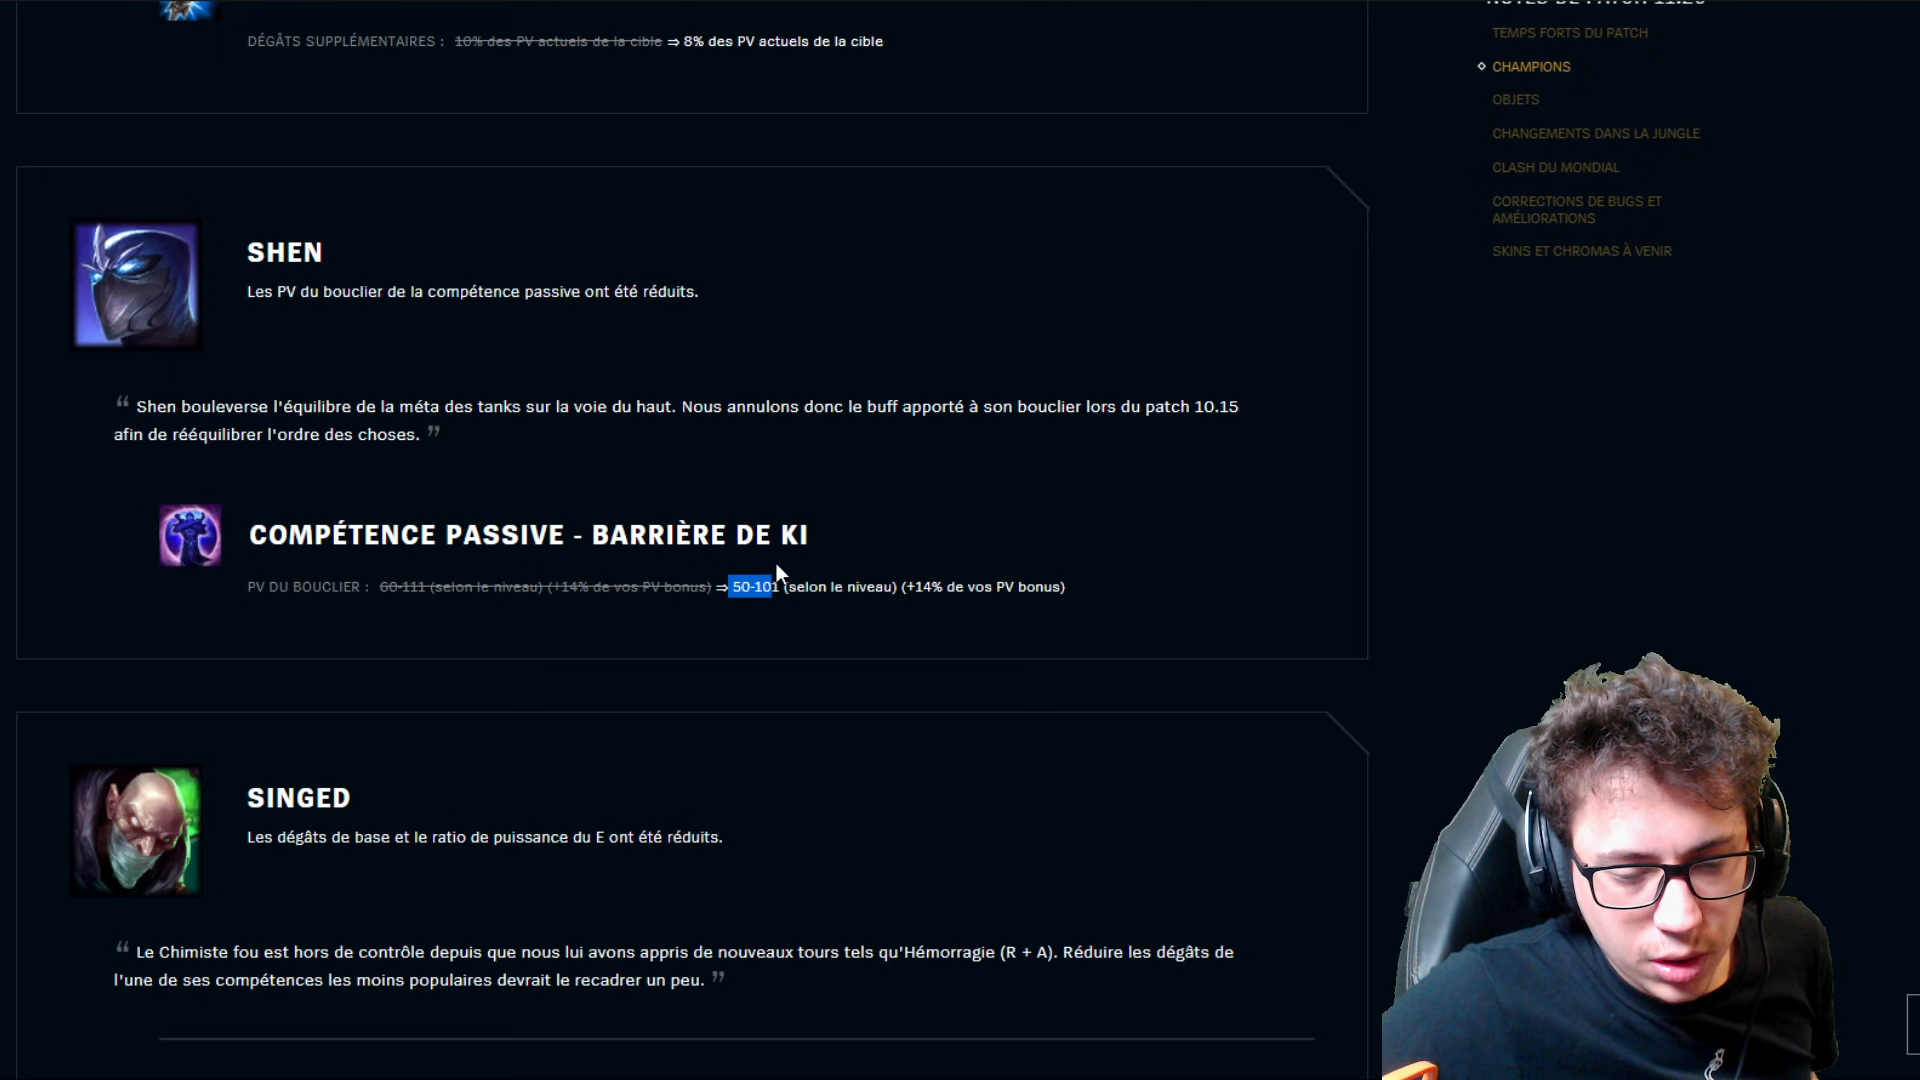 DÉGÂTS SUPPLÉMENTAIRES : 10% des PV actuels de la cible ⇒ 8% des PV actuels de la cible
SHEN
Les PV du bouclier de la compétence passive ont été réduits.
“ Shen bouleverse l'équilibre de la méta des tanks sur la voie du haut. Nous annulons donc le buff apporté à son bouclier lors du patch 10.15
afin de rééquilibrer l'ordre des choses. ”
COMPÉTENCE PASSIVE - BARRIÈRE DE KI
PV DU BOUCLIER : 60-111 (selon le niveau) (+14% de vos PV bonus) ⇒ 50-101 (selon le niveau) (+14% de vos PV bonus)
SINGED
Les dégâts de base et le ratio de puissance du E ont été réduits.
“ Le Chimiste fou est hors de contrôle depuis que nous lui avons appris de nouveaux tours tels qu'Hémorragie (R + A). Réduire les dégâts de
l'une de ses compétences les moins populaires devrait le recadrer un peu. ”
NOTES DE PATCH 11.20
TEMPS FORTS DU PATCH
CHAMPIONS
OBJETS
CHANGEMENTS DANS LA JUNGLE
CLASH DU MONDIAL
CORRECTIONS DE BUGS ET
AMÉLIORATIONS
SKINS ET CHROMAS À VENIR